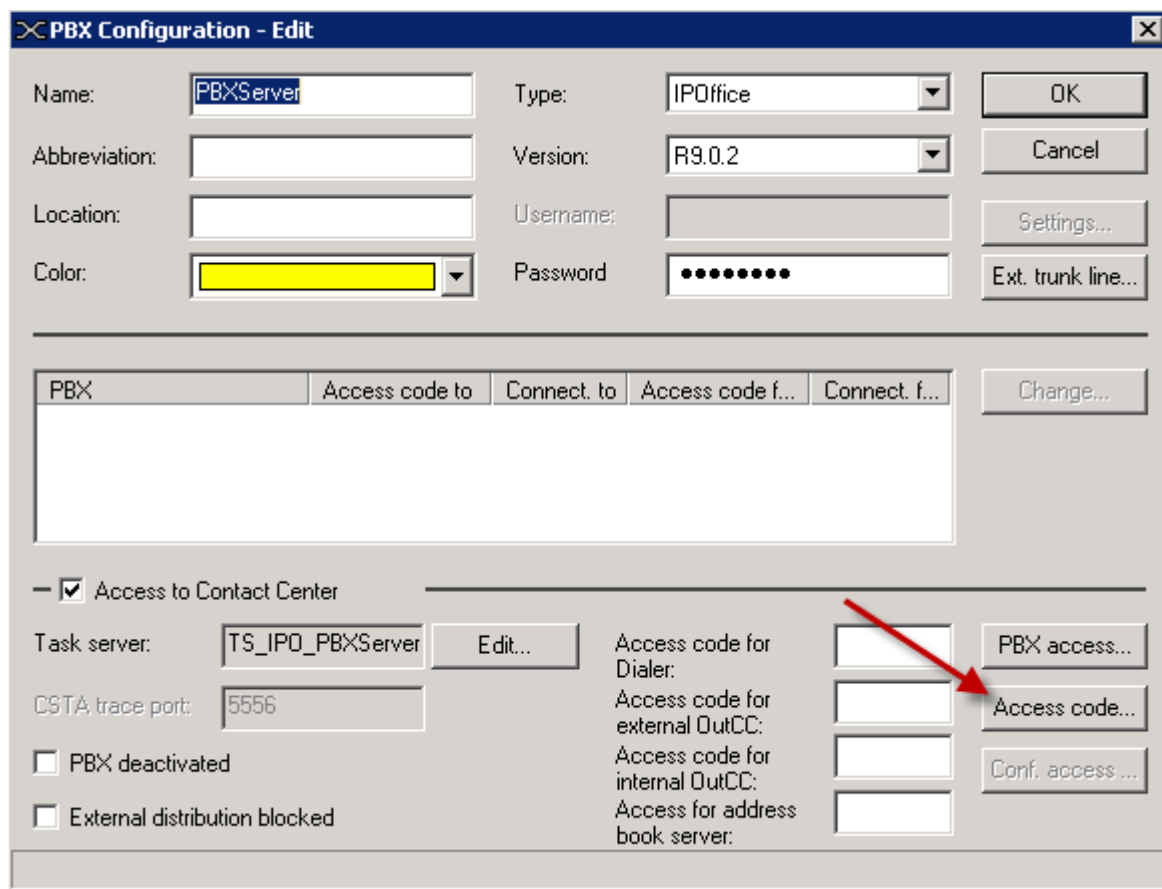 PBX Configuration - Edit
Name: PBXServer Type: IPOffice OK
Abbreviation: Version: R9.0.2 Cancel
Location: Username: Settings...
Color: Password ●●●●●●●● Ext. trunk line...
PBX Access code to Connect. to Access code f... Connect. f... Change...
Access to Contact Center
Task server: TS_IPO_PBXServer Edit... Access code for PBX access...
Dialer:
CSTA trace port: 5556 Access code for Access code...
external OutCC:
PBX deactivated Access code for Conf. access ...
internal OutCC:
External distribution blocked Access for address
book server: